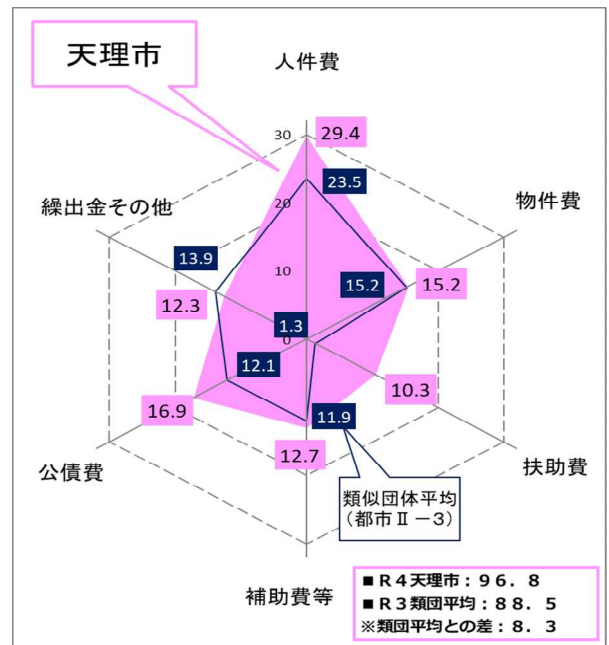 天理市
人件費
30
29.4
23.5
繰出金その他
物件費
20
13.9
10
15.2
15.2
12.3
1.3
0
12.1
10.3
16.9
11.9
12.7
公債費
扶助費
類似団体平均
（都市Ⅱ－3）
補助費等
■Ｒ４天理市：９６．８
■Ｒ３類団平均：８８．５
※類団平均との差：８．３